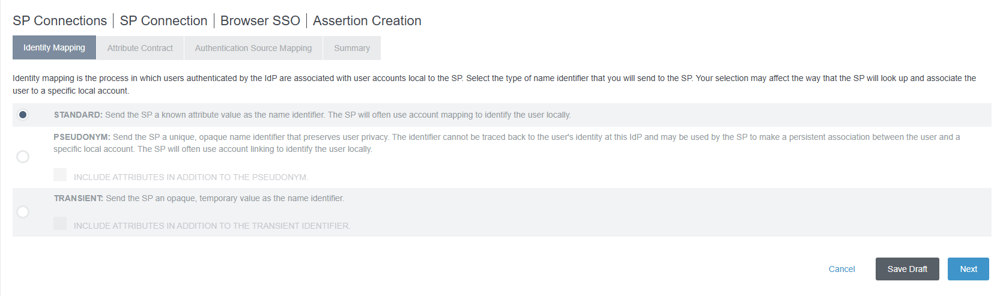 SP Connections | SP Connection | Browser SSO | Assertion Creation
Identity Mapping Attribute Contract Authentication Source Mapping Summary
Identity mapping is the process in which users authenticated by the IdP are associated with user accounts local to the SP. Select the type of name identifier that you will send to the SP. Your selection may affect the way that the SP will look up and associate the
user to a specific local account.
STANDARD: Send the SP a known attribute value as the name identifier. The SP will often use account mapping to identify the user locally.
PSEUDONYM: Send the SP a unique, opaque name identifier that preserves user privacy. The identifier cannot be traced back to the user's identity at this IdP and may be used by the SP to make a persistent association between the user and a
specific local account. The SP will often use account linking to identify the user locally.
INCLUDE ATTRIBUTES IN ADDITION TO THE PSEUDONYM.
TRANSIENT: Send the SP an opaque, temporary value as the name identifier.
INCLUDE ATTRIBUTES IN ADDITION TO THE TRANSIENT IDENTIFIER.
Cancel Save Draft Next